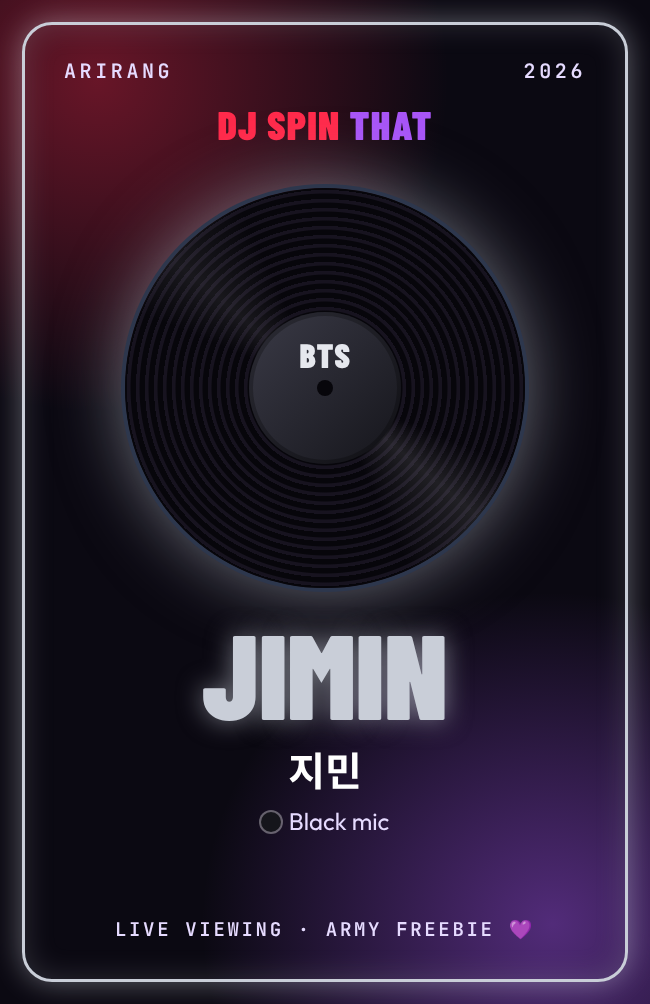 ARIRANG 2026
DJ SPIN THAT
BTS
JIMIN
지민
Black mic
LIVE VIEWING · ARMY FREEBIE 💜